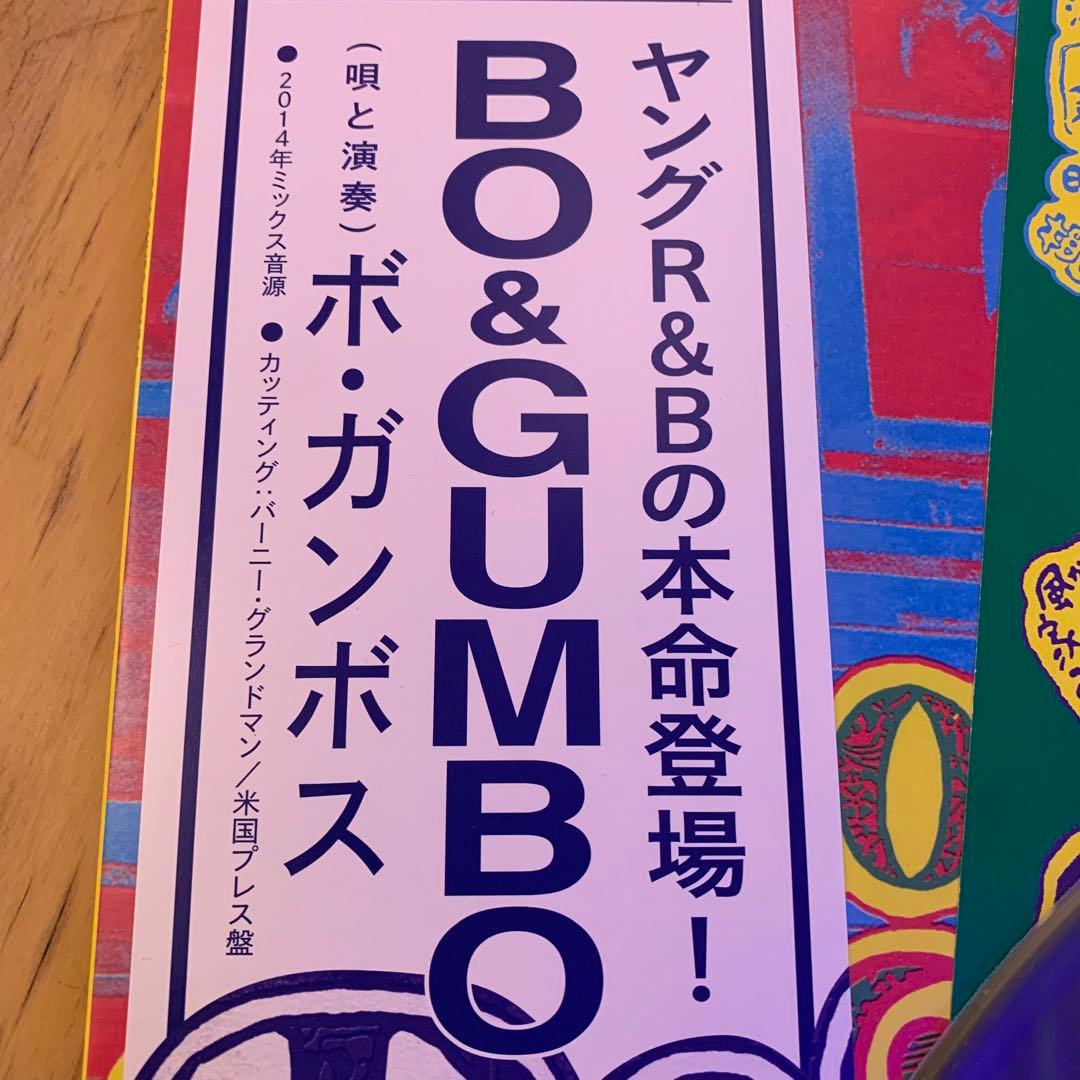 ヤングR&Bの本命登場！
BO&GUMBO
（唄と演奏）ボ・ガンボス
●2014年ミックス音源 ●カッティング：バーニー・グランドマン／米国プレス盤